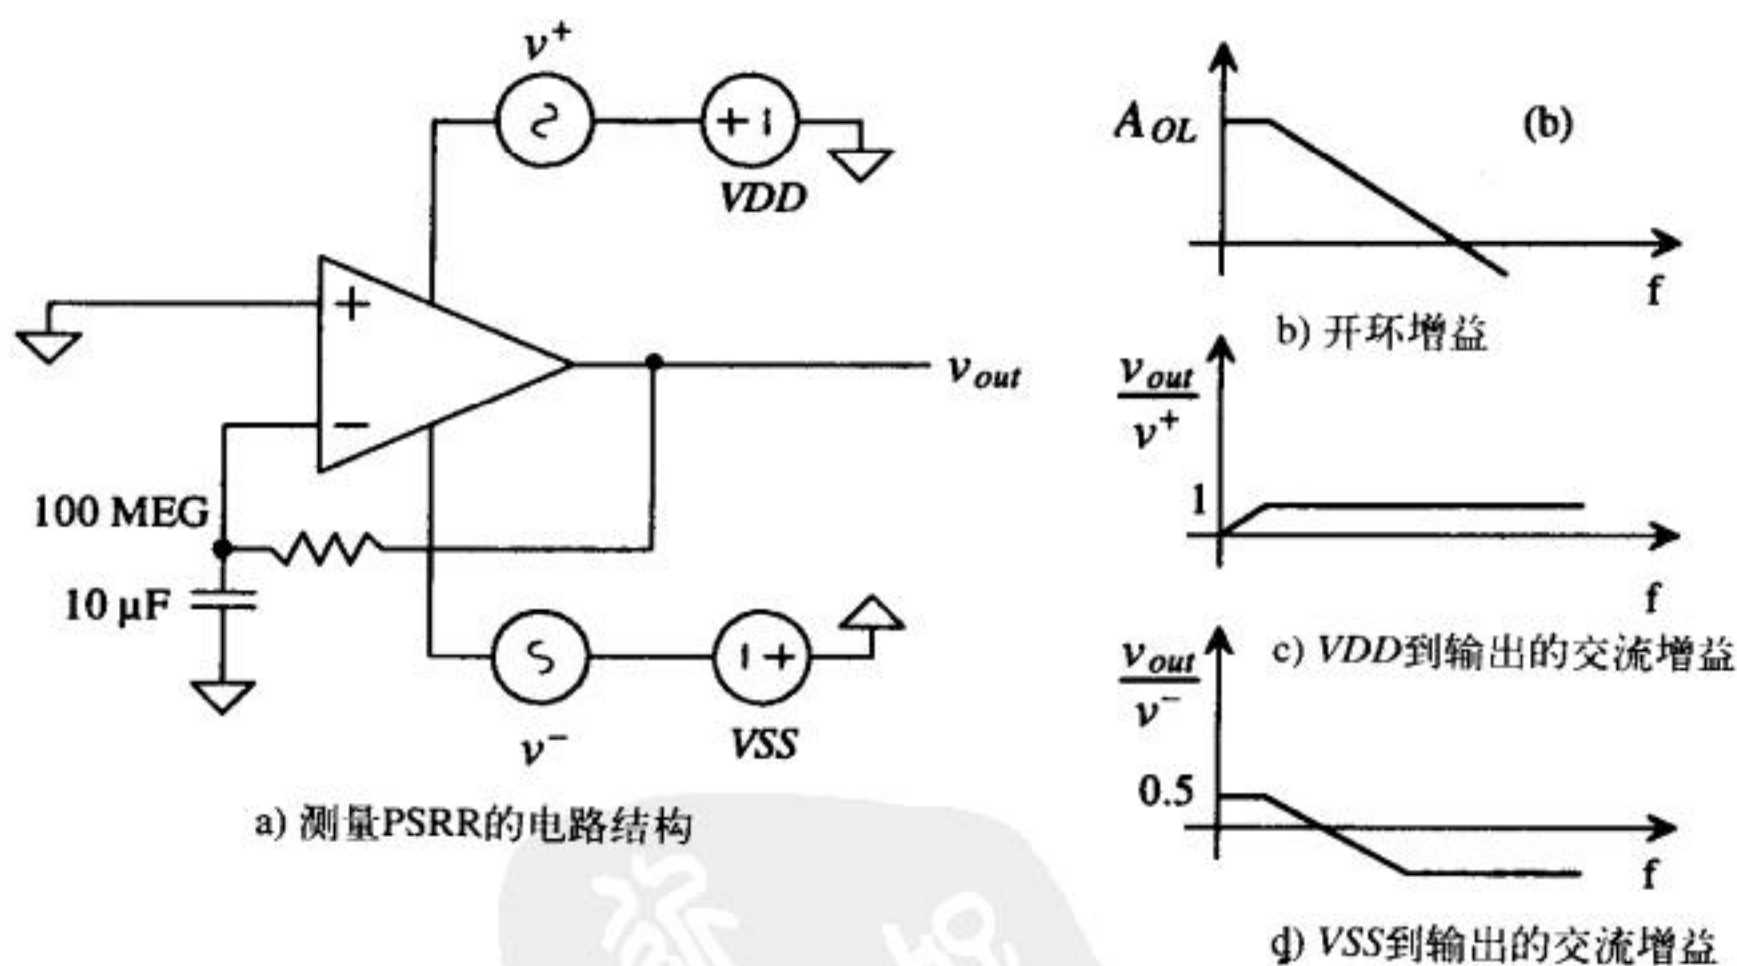 v⁺
VDD
+
−
v_out
100 MEG
10 μF
v⁻
VSS
a) 测量PSRR的电路结构
A_OL
(b)
f
b) 开环增益
v_out
v⁺
1
f
c) VDD到输出的交流增益
v_out
v⁻
0.5
f
d) VSS到输出的交流增益